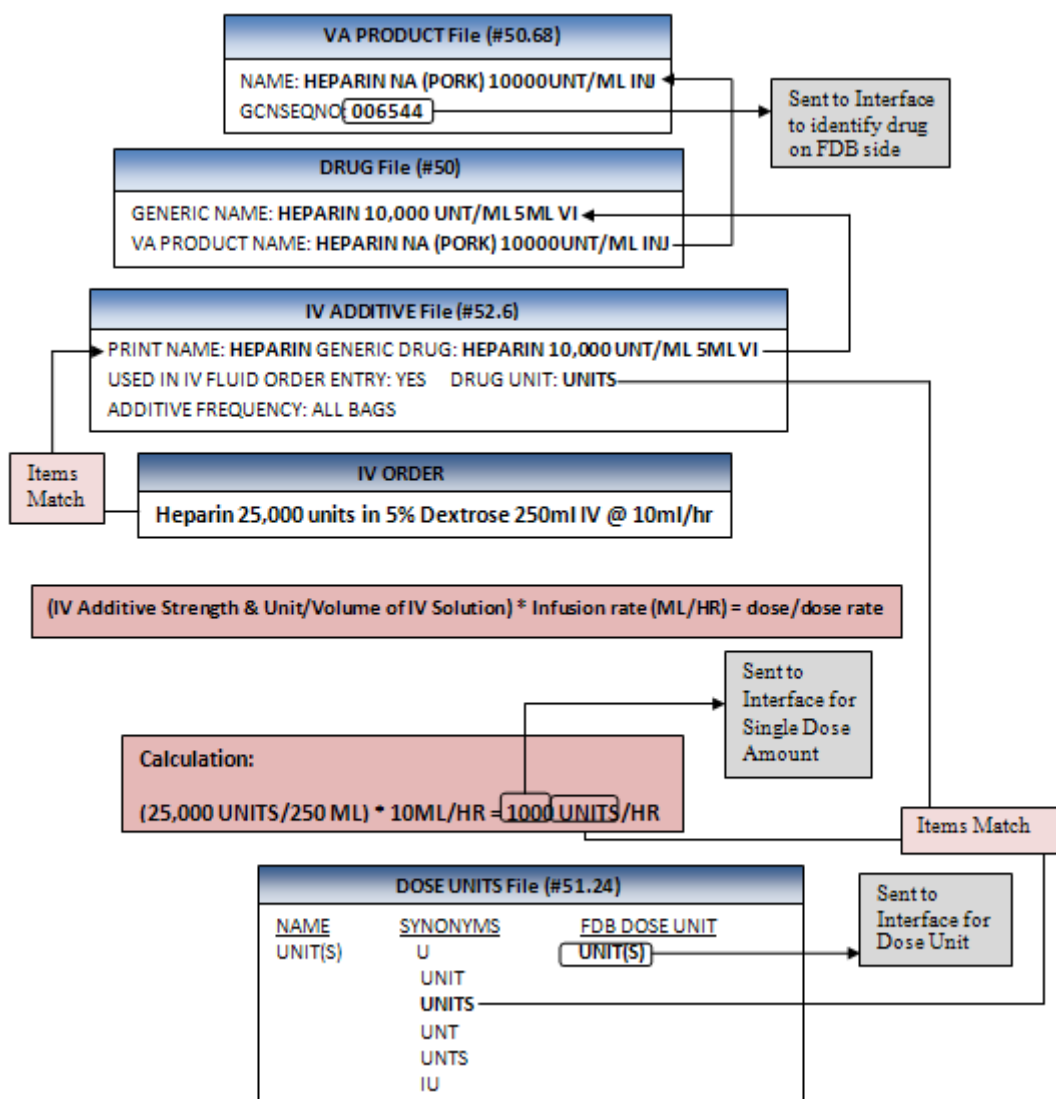 VA PRODUCT File (#50.68)
NAME: HEPARIN NA (PORK) 10000UNT/ML INJ
GCNSEQNO: 006544
Sent to Interface
to identify drug
on FDB side
DRUG File (#50)
GENERIC NAME: HEPARIN 10,000 UNT/ML 5ML VI
VA PRODUCT NAME: HEPARIN NA (PORK) 10000UNT/ML INJ
IV ADDITIVE File (#52.6)
PRINT NAME: HEPARIN GENERIC DRUG: HEPARIN 10,000 UNT/ML 5ML VI
USED IN IV FLUID ORDER ENTRY: YES DRUG UNIT: UNITS
ADDITIVE FREQUENCY: ALL BAGS
Items
Match
IV ORDER
Heparin 25,000 units in 5% Dextrose 250ml IV @ 10ml/hr
(IV Additive Strength & Unit/Volume of IV Solution) * Infusion rate (ML/HR) = dose/dose rate
Sent to
Interface for
Single Dose
Amount
Calculation:
(25,000 UNITS/250 ML) * 10ML/HR = 1000 UNITS/HR
Items Match
DOSE UNITS File (#51.24)
NAME SYNONYMS FDB DOSE UNIT
UNIT(S) U UNIT(S)
UNIT
UNITS
UNT
UNTS
IU
Sent to
Interface for
Dose Unit